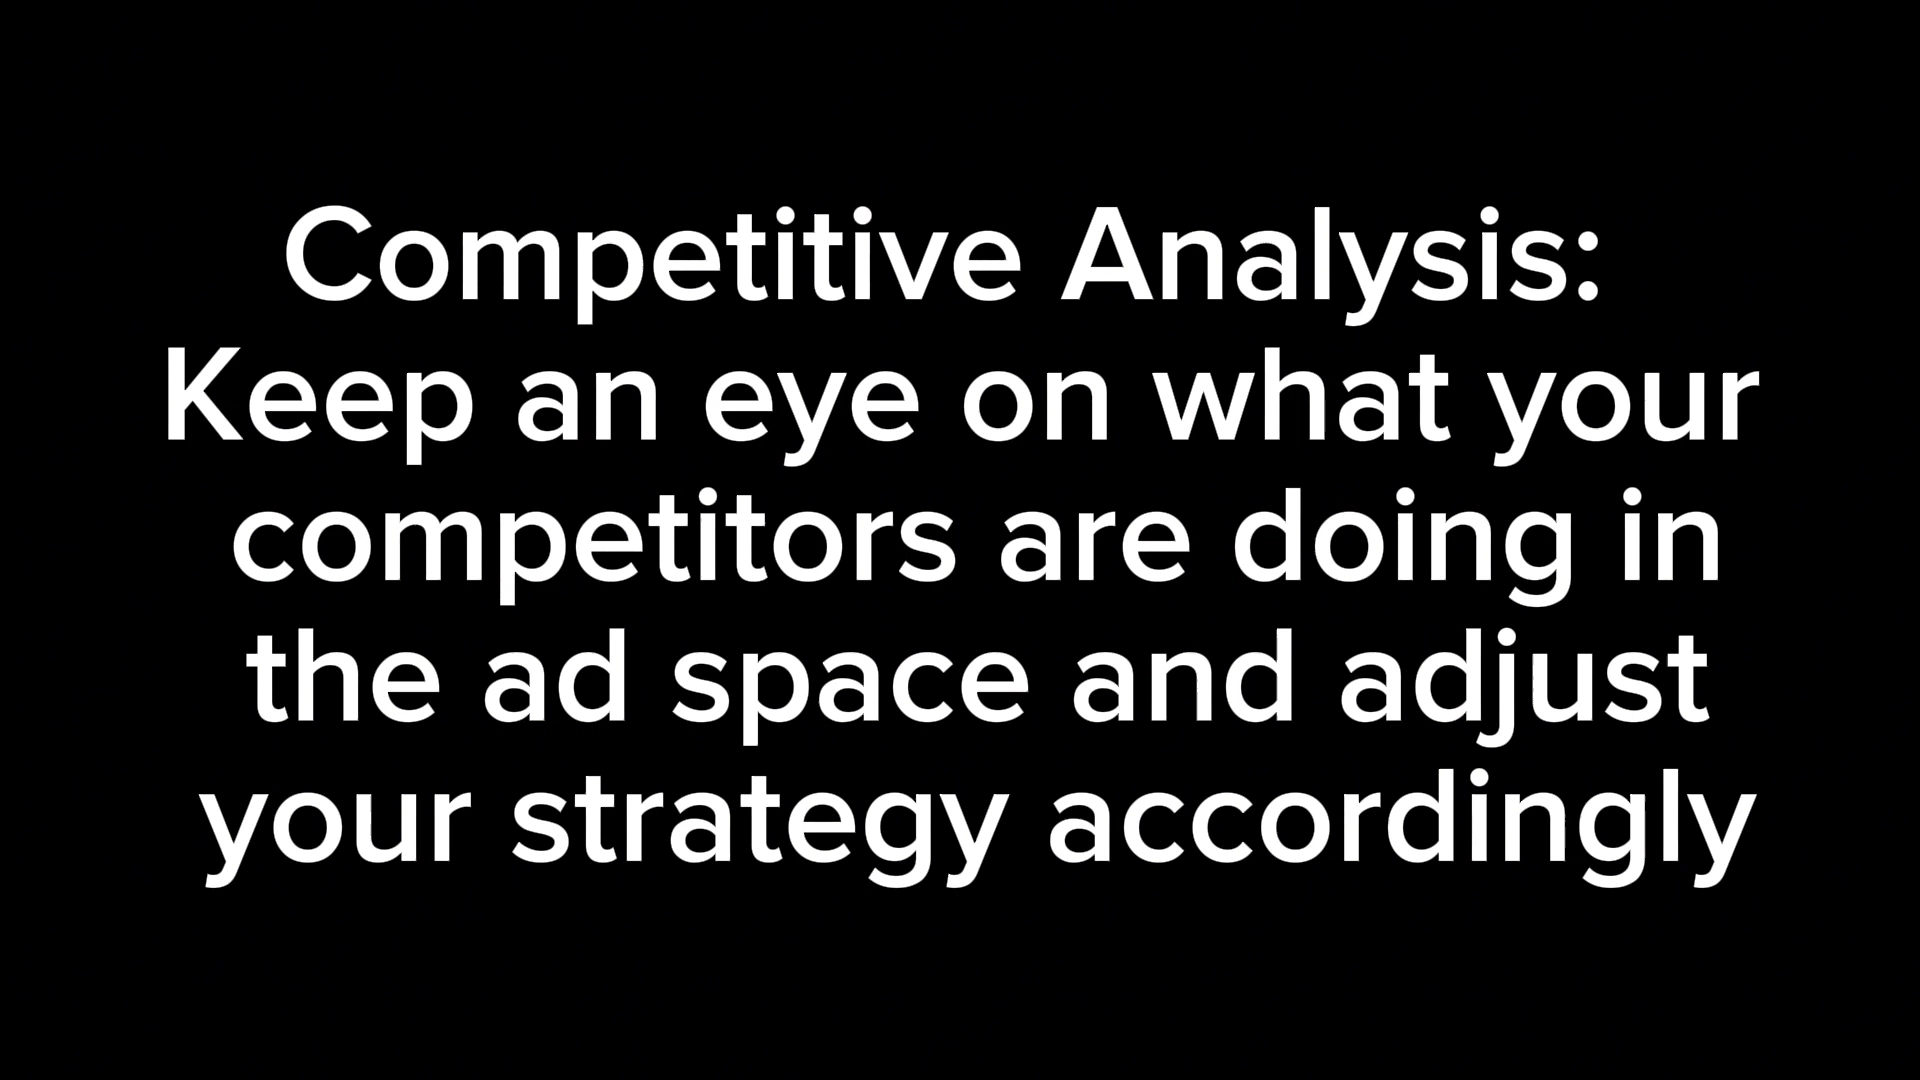 Competitive Analysis:
Keep an eye on what your
competitors are doing in
the ad space and adjust
your strategy accordingly